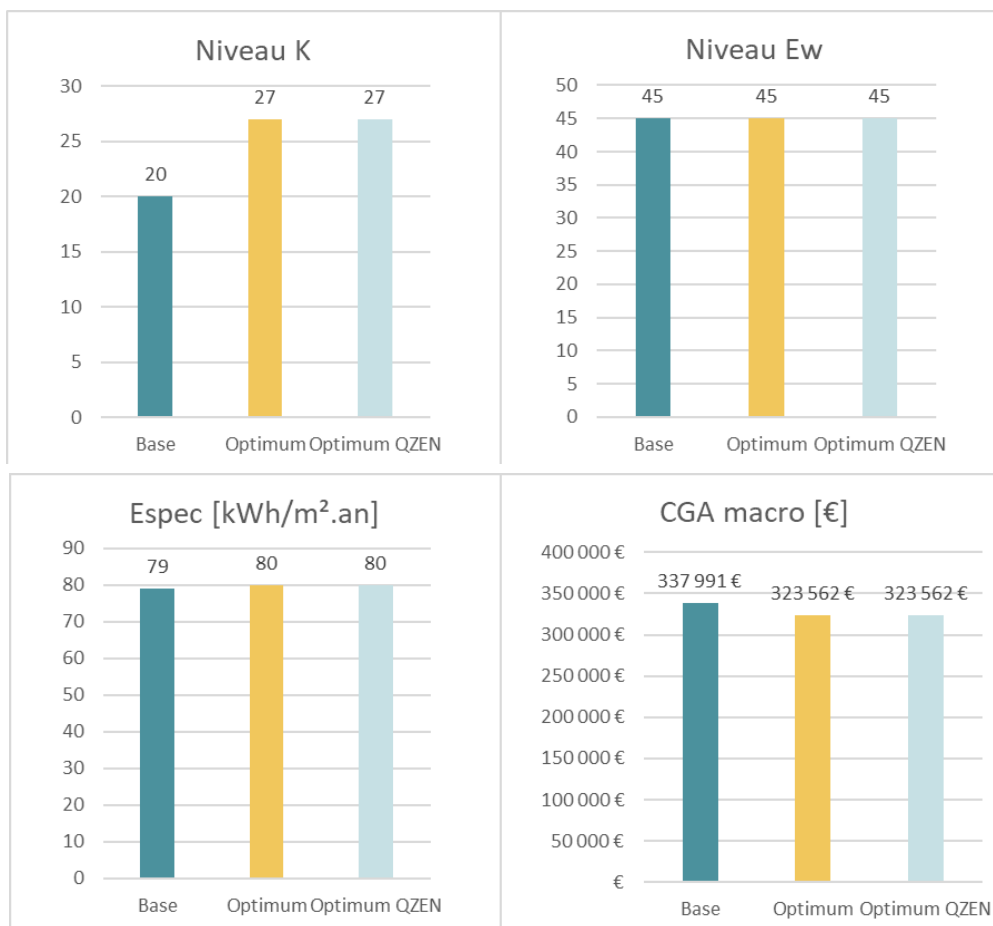 Niveau K
30
25
20
15
10
5
0
20
27
27
Base
Optimum
Optimum QZEN
Niveau Ew
50
45
40
35
30
25
20
15
10
5
0
45
45
45
Base
Optimum
Optimum QZEN
Espec [kWh/m².an]
90
80
70
60
50
40
30
20
10
0
79
80
80
Base
Optimum
Optimum QZEN
CGA macro [€]
400 000 €
350 000 €
300 000 €
250 000 €
200 000 €
150 000 €
100 000 €
50 000 €
€
337 991 €
323 562 €
323 562 €
Base
Optimum
Optimum QZEN